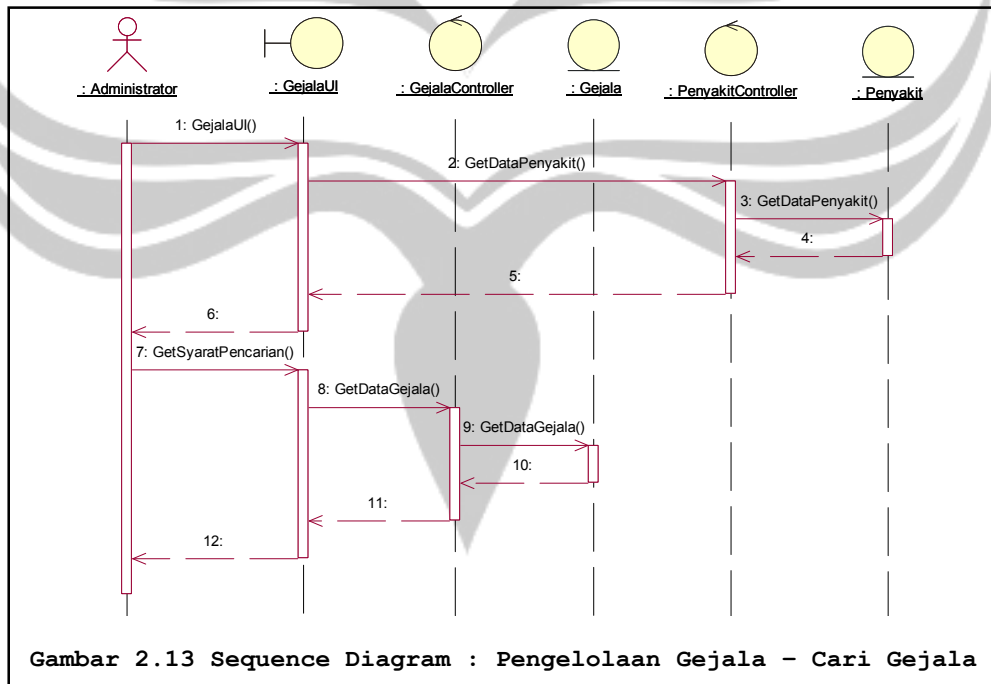 : Administrator
: GejalaUI
: GejalaController
: Gejala
: PenyakitController
: Penyakit
1: GejalaUI()
2: GetDataPenyakit()
3: GetDataPenyakit()
4:
5:
6:
7: GetSyaratPencarian()
8: GetDataGejala()
9: GetDataGejala()
10:
11:
12:
Gambar 2.13 Sequence Diagram : Pengelolaan Gejala – Cari Gejala